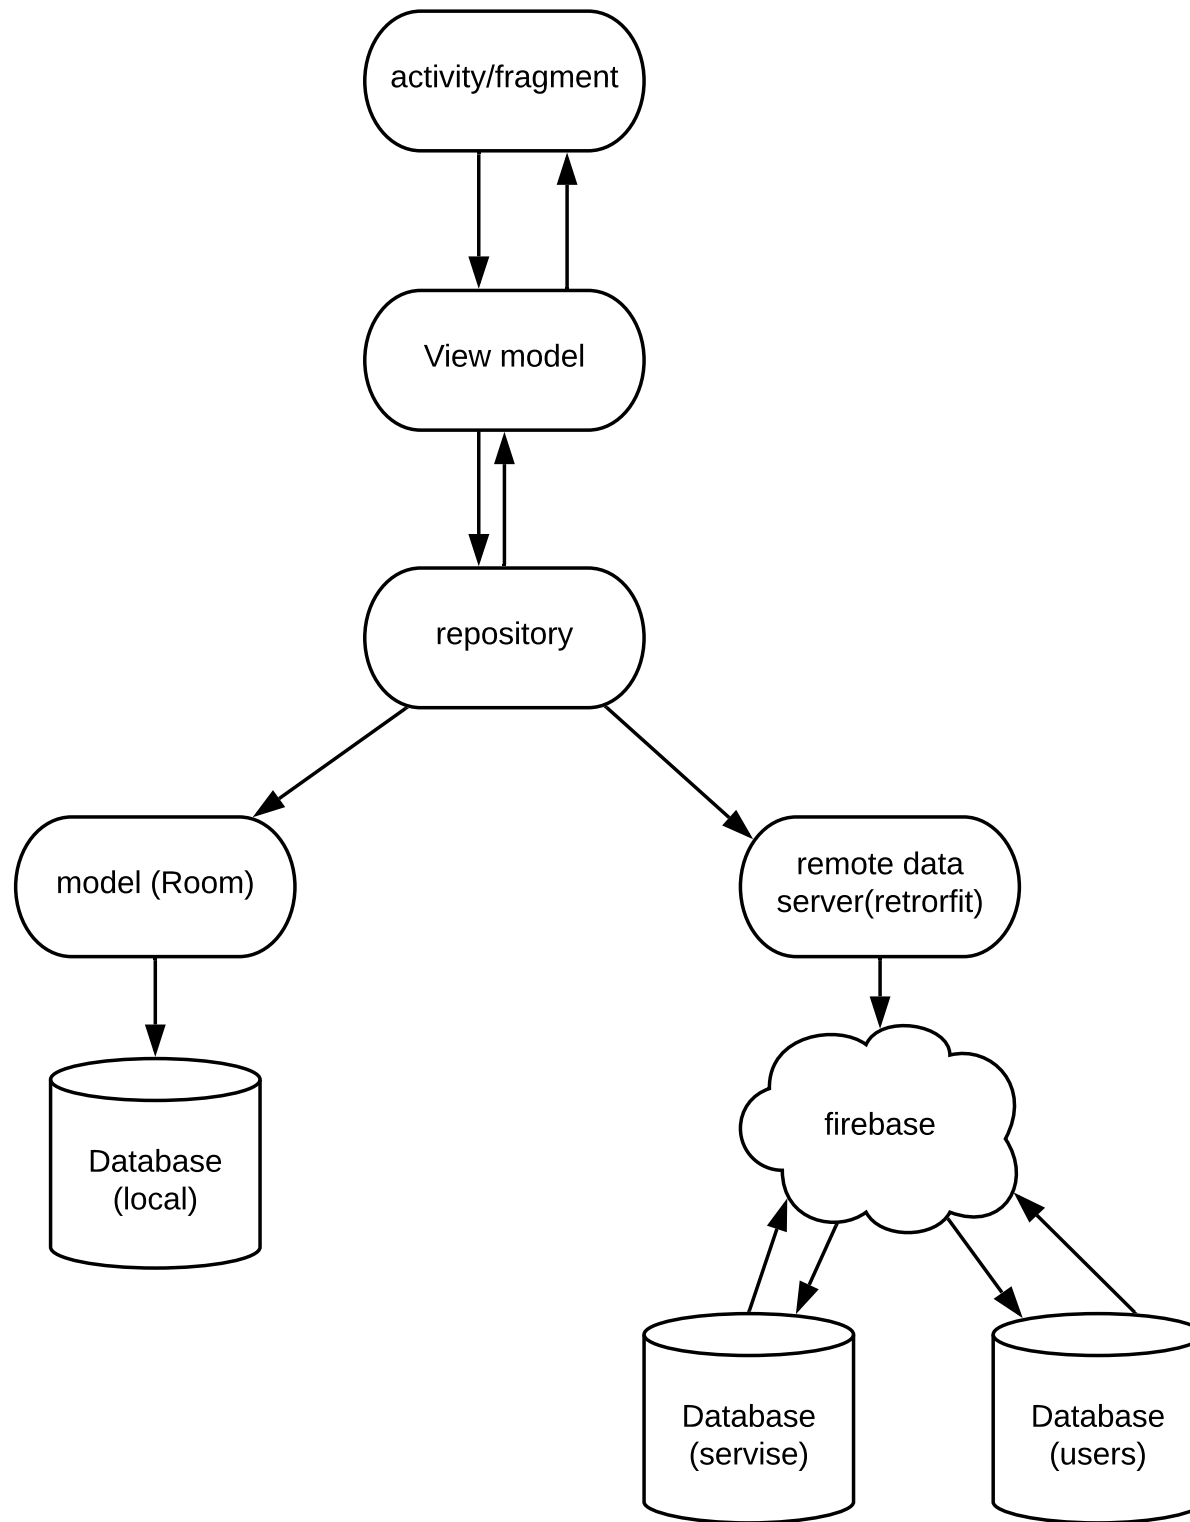 activity/fragment
View model
repository
model (Room)
remote data
server(retrorfit)
firebase
Database
(local)
Database
(servise)
Database
(users)